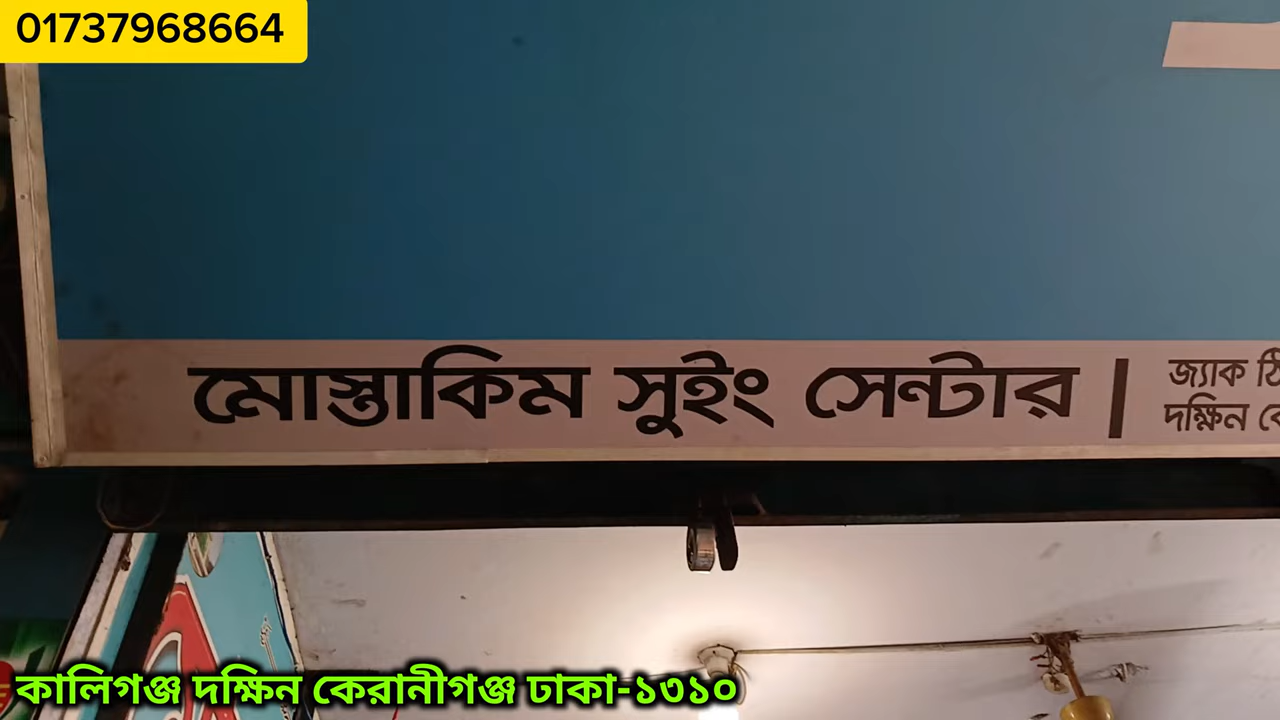 01737968664
মোস্তাকিম সুইং সেন্টার | জ্যাক
দক্ষিন
কালিগঞ্জ দক্ষিন কেরানীগঞ্জ ঢাকা-১৩১০